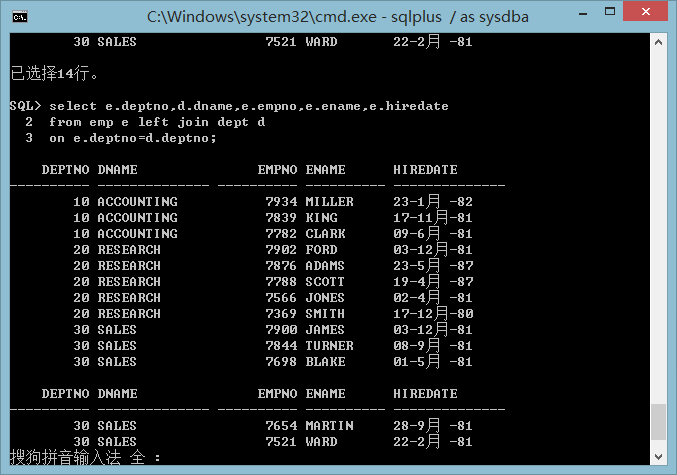 C:\Windows\system32\cmd.exe - sqlplus / as sysdba
30 SALES 7521 WARD 22-2月 -81
已选择14行。
SQL> select e.deptno,d.dname,e.empno,e.ename,e.hiredate
2 from emp e left join dept d
3 on e.deptno=d.deptno;
DEPTNO DNAME EMPNO ENAME HIREDATE
---------- -------------- ---------- ---------- --------------
10 ACCOUNTING 7934 MILLER 23-1月 -82
10 ACCOUNTING 7839 KING 17-11月-81
10 ACCOUNTING 7782 CLARK 09-6月 -81
20 RESEARCH 7902 FORD 03-12月-81
20 RESEARCH 7876 ADAMS 23-5月 -87
20 RESEARCH 7788 SCOTT 19-4月 -87
20 RESEARCH 7566 JONES 02-4月 -81
20 RESEARCH 7369 SMITH 17-12月-80
30 SALES 7900 JAMES 03-12月-81
30 SALES 7844 TURNER 08-9月 -81
30 SALES 7698 BLAKE 01-5月 -81
DEPTNO DNAME EMPNO ENAME HIREDATE
---------- -------------- ---------- ---------- --------------
30 SALES 7654 MARTIN 28-9月 -81
30 SALES 7521 WARD 22-2月 -81
搜狗拼音输入法 全 :